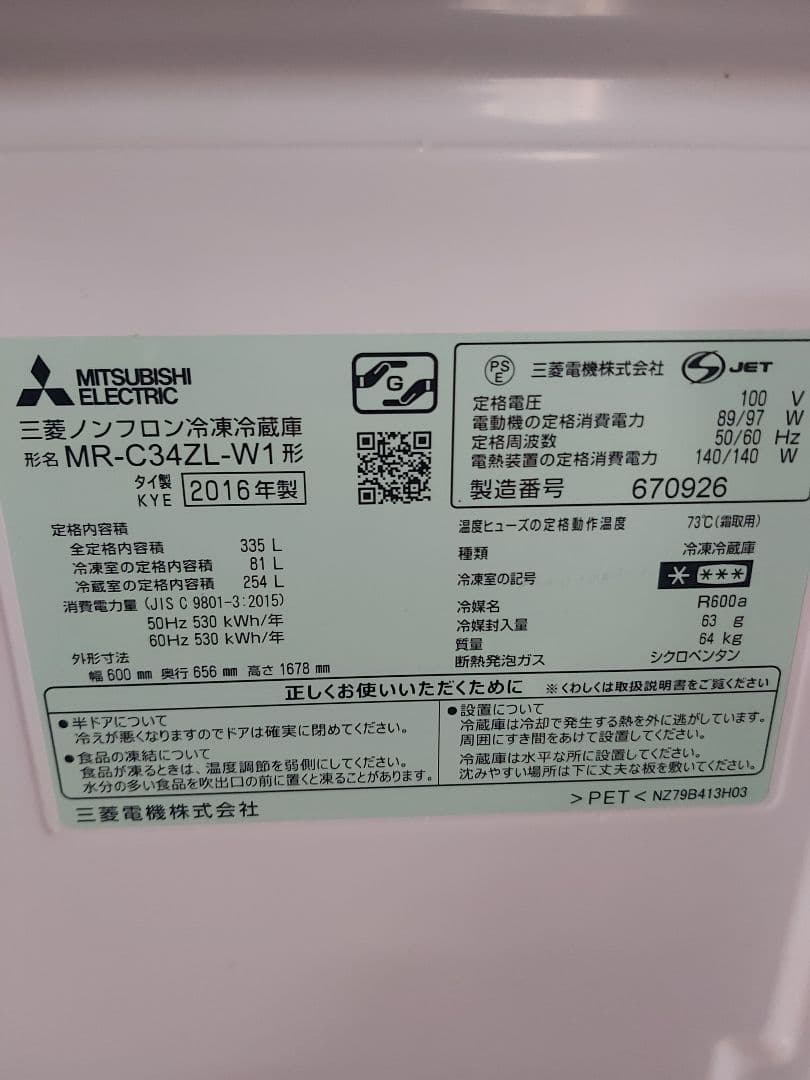 MITSUBISHI
ELECTRIC
G
三菱ノンフロン冷凍冷蔵庫
形名 MR-C34ZL-W1形
タイ製
KYE
2016年製
定格内容積
全定格内容積 335 L
冷凍室の定格内容積 81 L
冷蔵室の定格内容積 254 L
消費電力量 (JIS C 9801-3:2015)
50Hz 530 kWh/年
60Hz 530 kWh/年
外形寸法
幅 600 mm 奥行 656 mm 高さ 1678 mm
PS
E
三菱電機株式会社
JET
定格電圧 100 V
電動機の定格消費電力 89/97 W
定格周波数 50/60 Hz
電熱装置の定格消費電力 140/140 W
製造番号 670926
温度ヒューズの定格動作温度 73℃(霜取用)
種類 冷凍冷蔵庫
冷凍室の記号 * ***
冷媒名 R600a
冷媒封入量 63 g
質量 64 kg
断熱発泡ガス シクロペンタン
正しくお使いいただくために ※くわしくは取扱説明書をご覧ください
●半ドアについて
冷えが悪くなりますのでドアは確実に閉めてください。
●食品の凍結について
食品が凍るときは、温度調節を弱側にしてください。
水分の多い食品を吹出口の前に置くと凍ることがあります。
●設置について
冷蔵庫は冷却で発生する熱を外に逃がしています。
周囲にすき間をあけて設置してください。
冷蔵庫は水平な所に設置してください。
沈みやすい場所は下に丈夫な板を敷いてください。
三菱電機株式会社
>PET< NZ79B413H03